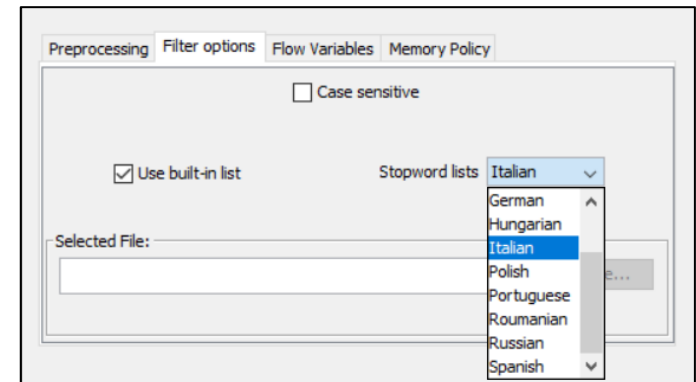 Preprocessing Filter options Flow Variables Memory Policy
Case sensitive
Use built-in list Stopword lists Italian
German
Hungarian
Selected File:
Italian
Polish
e...
Portuguese
Roumanian
Russian
Spanish